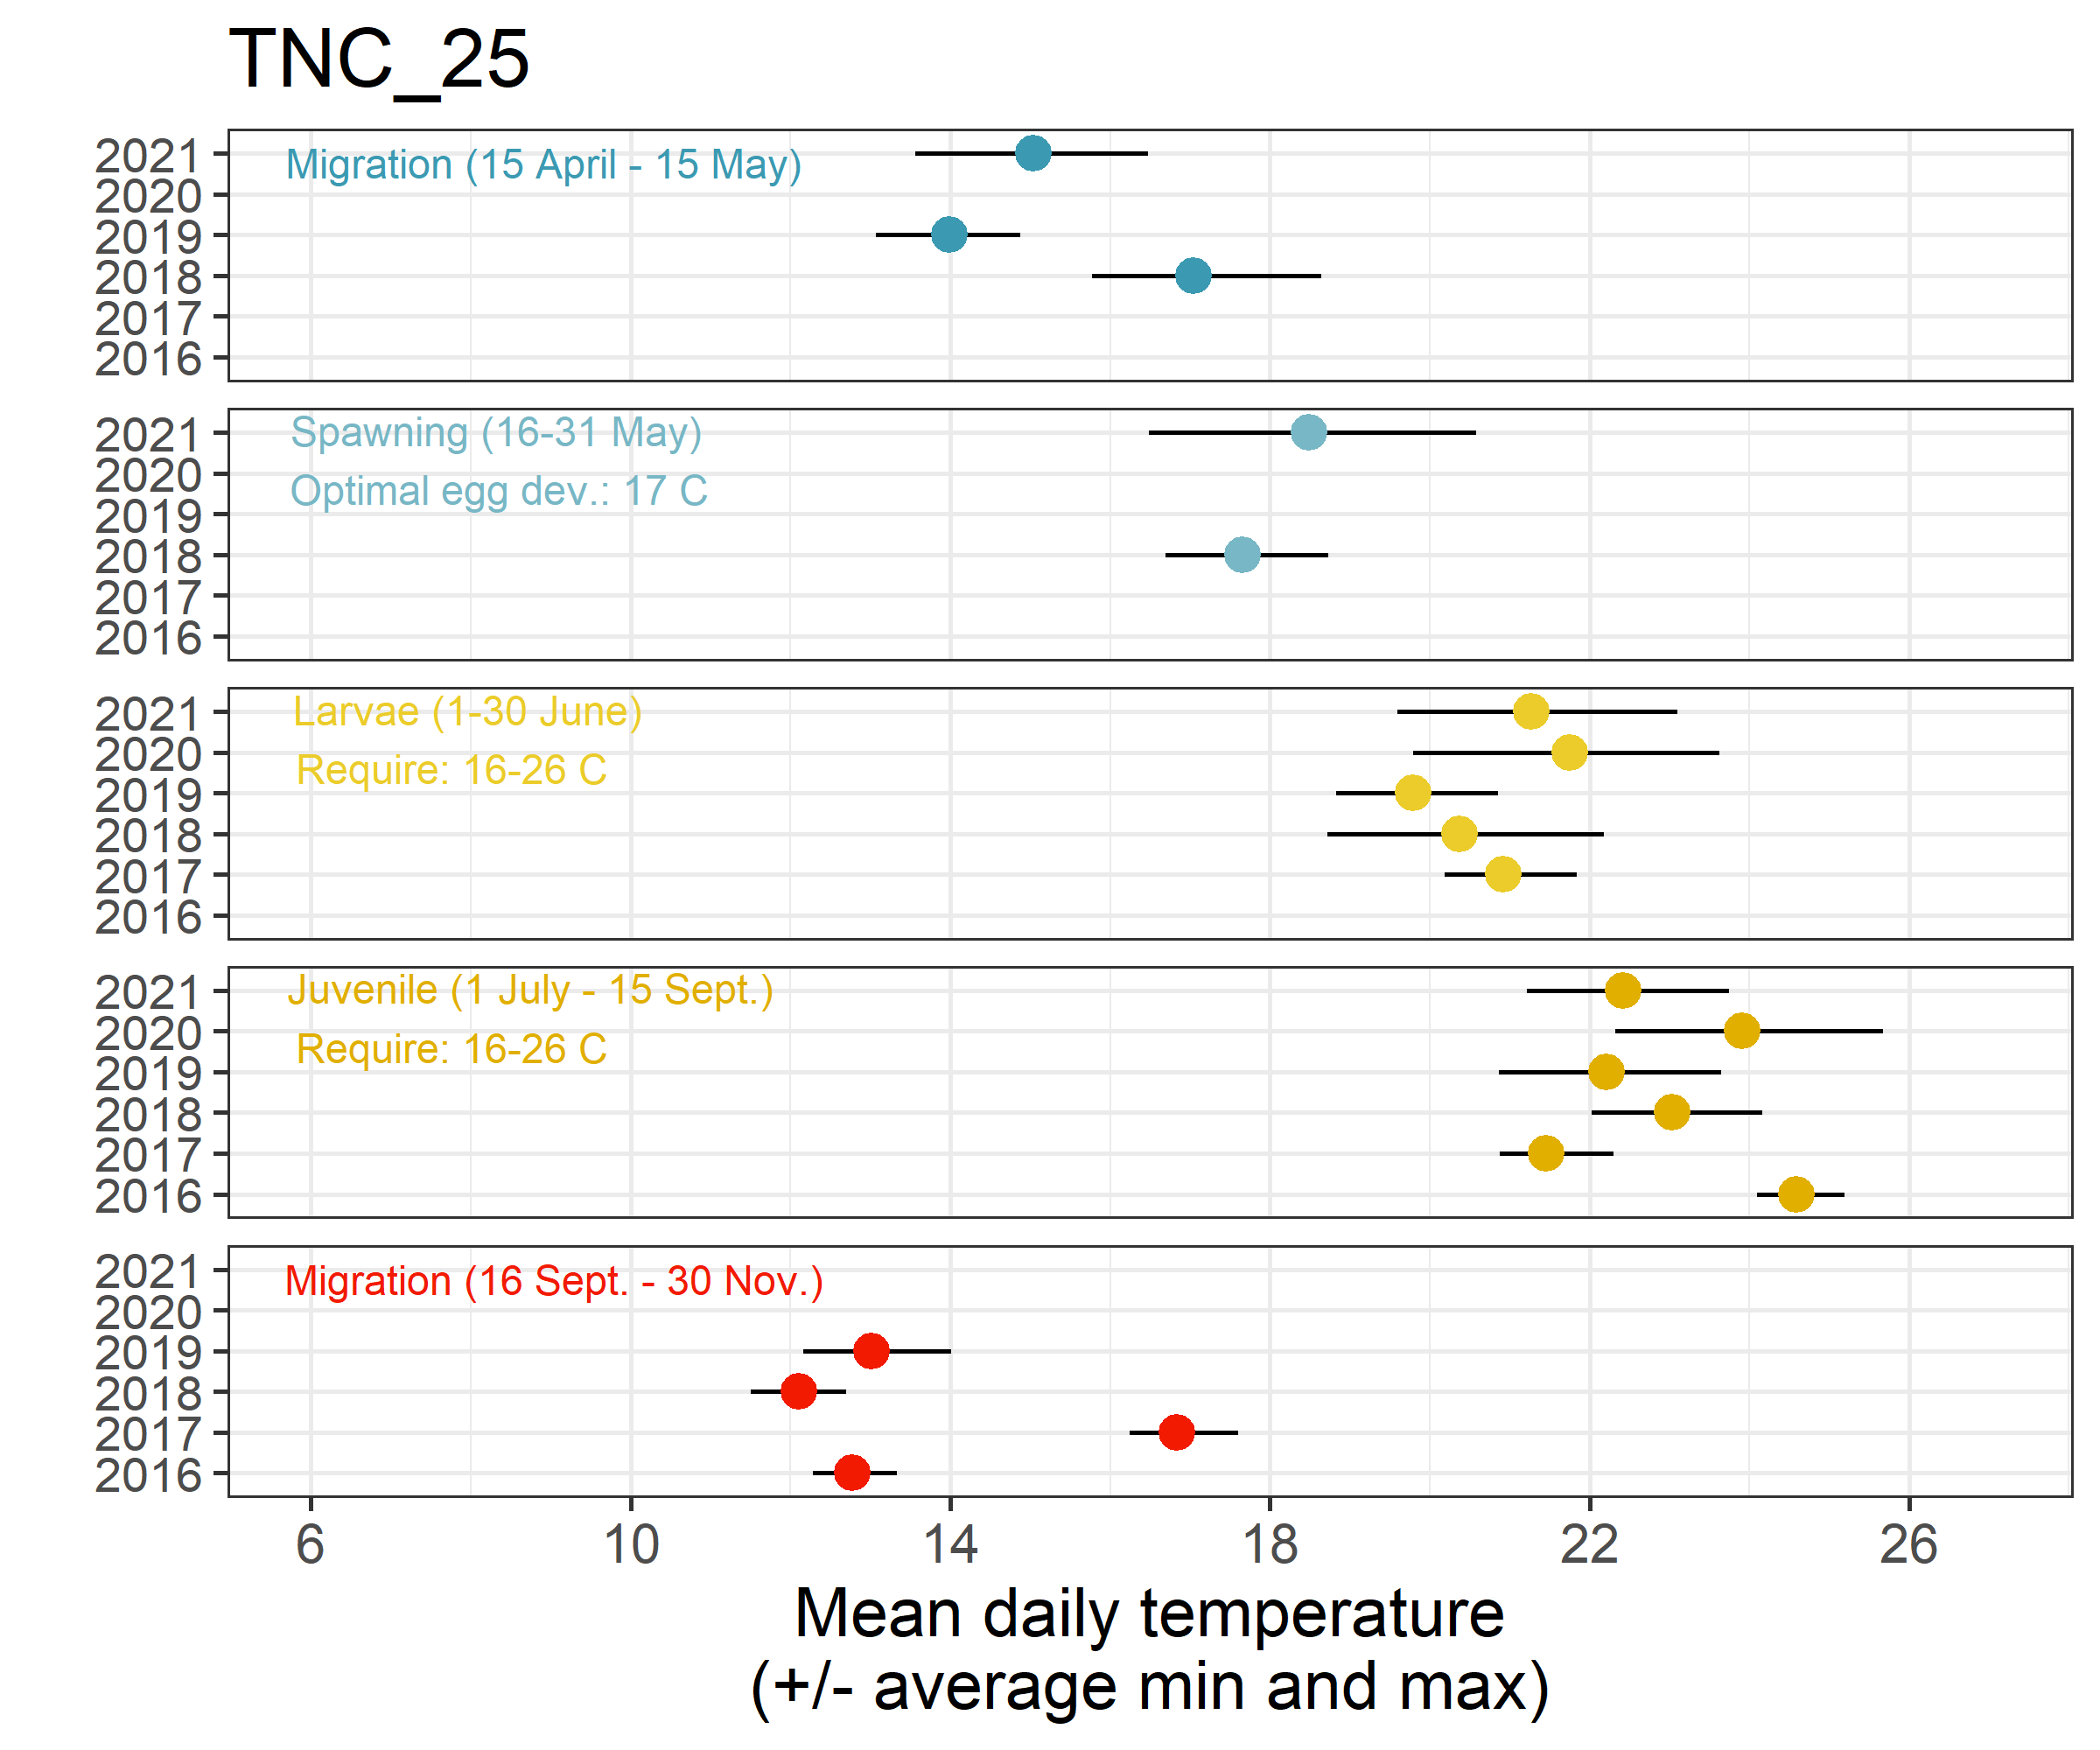 TNC_25
Migration (15 April - 15 May)
2021
2020
2019
2018
2017
2016
Spawning (16-31 May)
Optimal egg dev.: 17 C
2021
2020
2019
2018
2017
2016
Larvae (1-30 June)
Require: 16-26 C
2021
2020
2019
2018
2017
2016
Juvenile (1 July - 15 Sept.)
Require: 16-26 C
2021
2020
2019
2018
2017
2016
Migration (16 Sept. - 30 Nov.)
2021
2020
2019
2018
2017
2016
6 10 14 18 22 26
Mean daily temperature
(+/- average min and max)